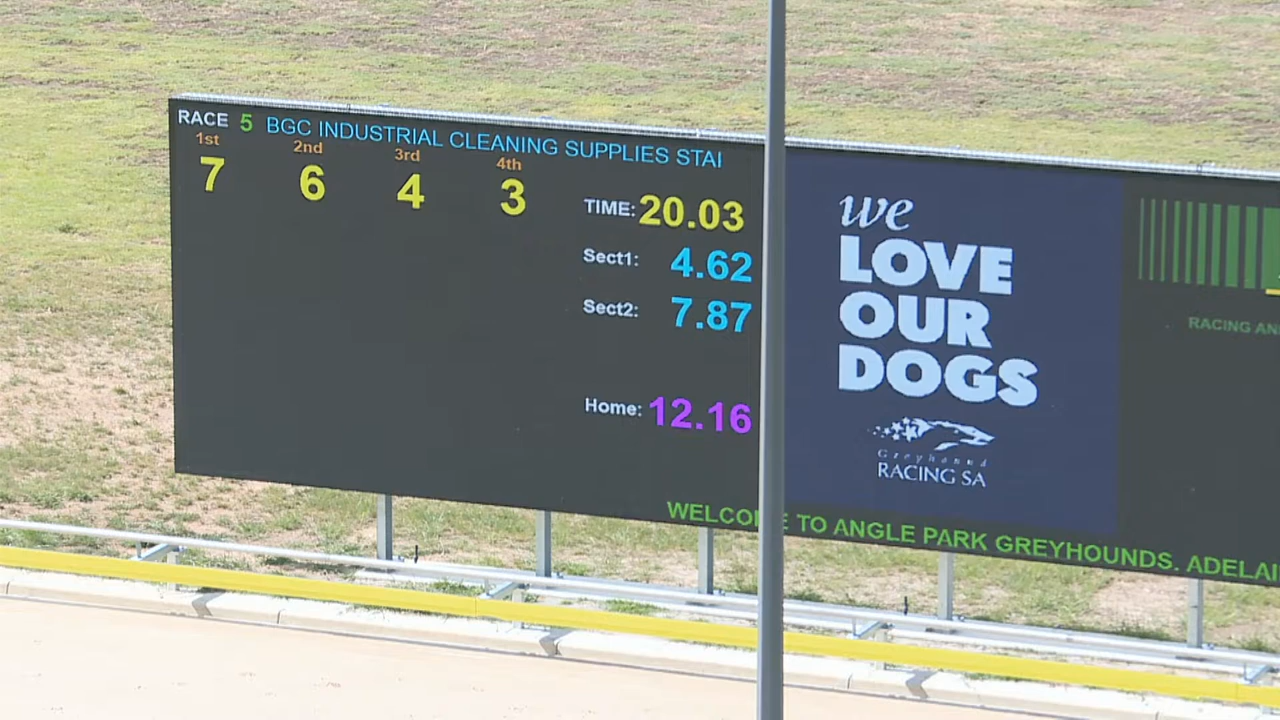 RACE 5 BGC INDUSTRIAL CLEANING SUPPLIES STAI
1st 2nd 3rd 4th
7 6 4 3
TIME: 20.03
Sect1: 4.62
Sect2: 7.87
Home: 12.16
we
LOVE
OUR
DOGS
Greyhound
RACING SA
RACING AN
WELCOME TO ANGLE PARK GREYHOUNDS. ADELAI